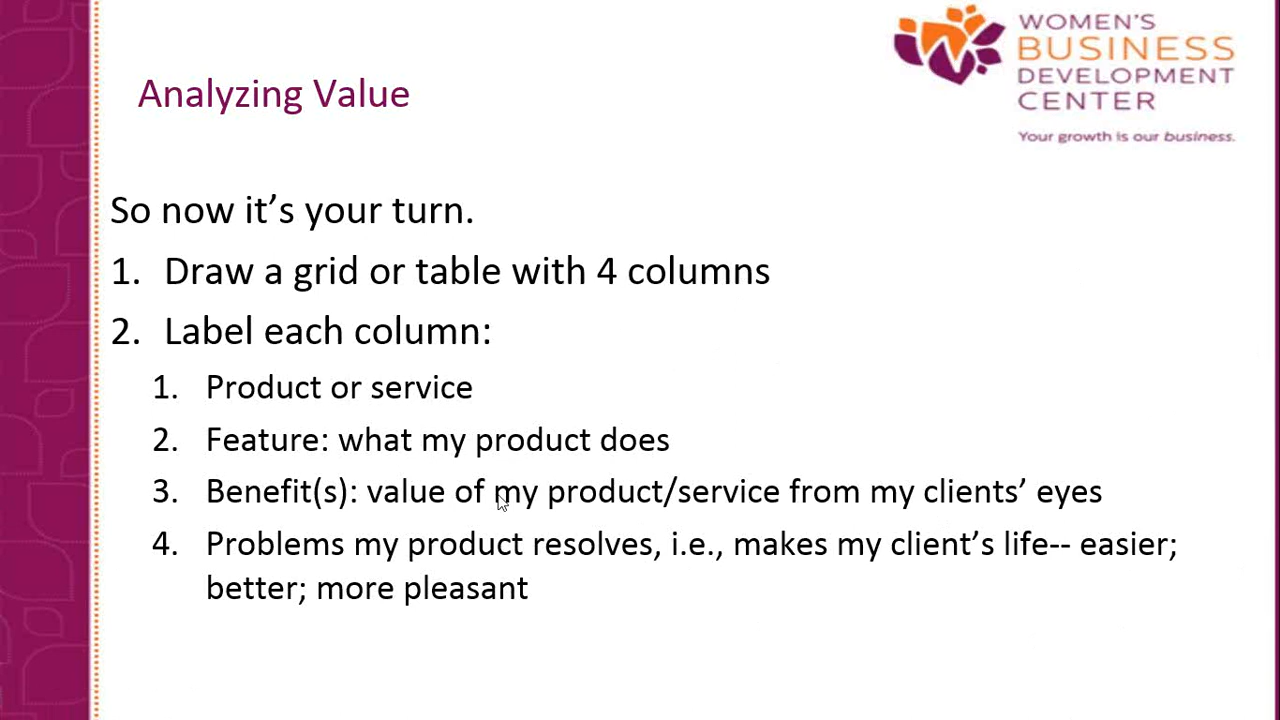 WOMEN'S
BUSINESS
DEVELOPMENT
CENTER
Your growth is our business.
Analyzing Value
So now it’s your turn.
1. Draw a grid or table with 4 columns
2. Label each column:
1. Product or service
2. Feature: what my product does
3. Benefit(s): value of my product/service from my clients’ eyes
4. Problems my product resolves, i.e., makes my client’s life-- easier;
better; more pleasant